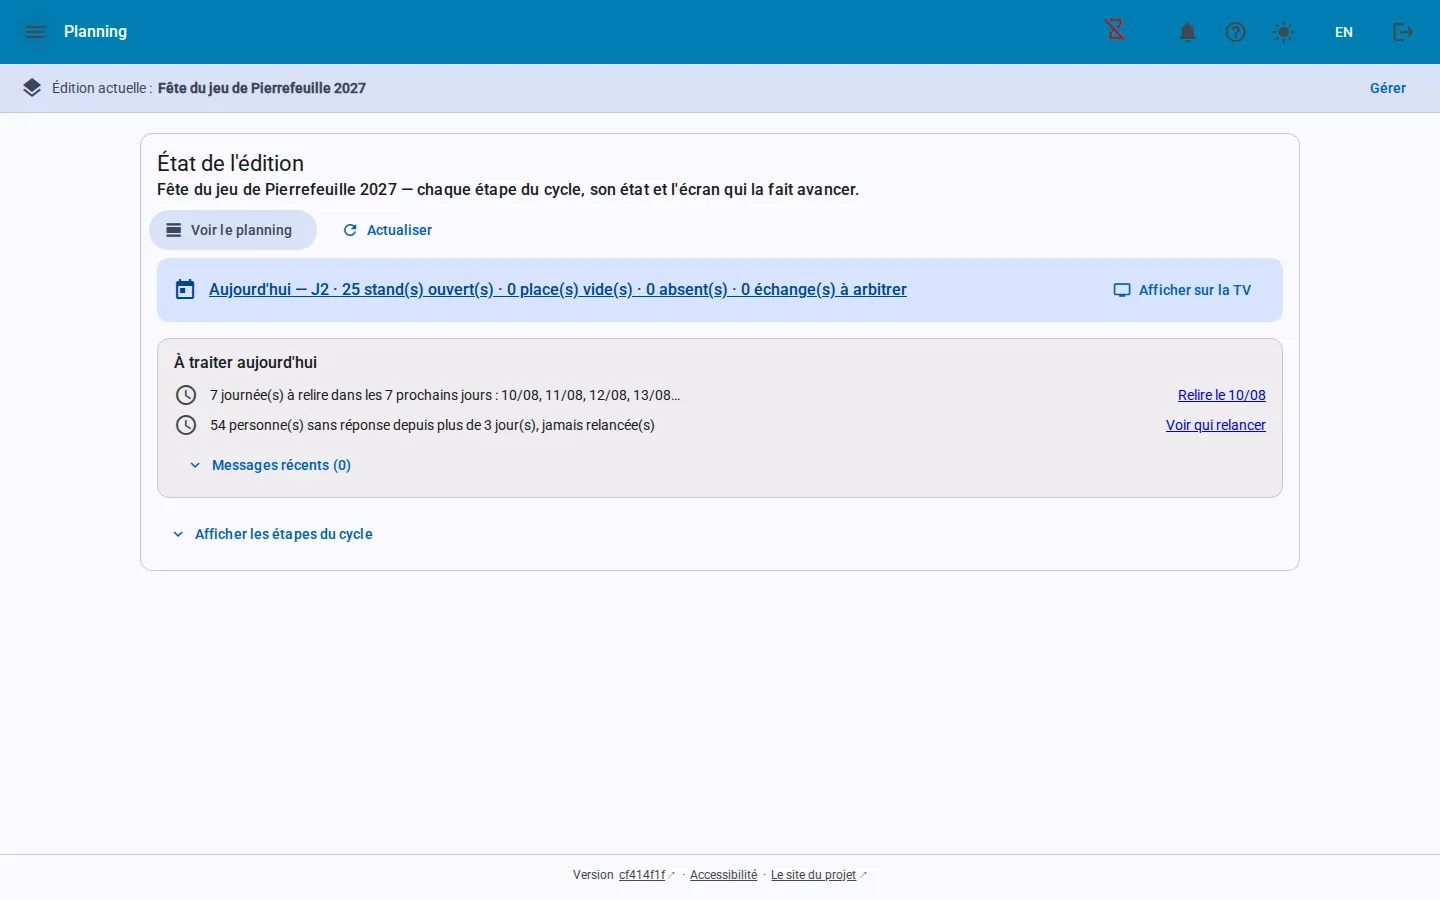 Planning
EN
Édition actuelle : Fête du jeu de Pierrefeuille 2027
Gérer
État de l'édition
Fête du jeu de Pierrefeuille 2027 — chaque étape du cycle, son état et l'écran qui la fait avancer.
Voir le planning
Actualiser
Aujourd'hui — J2 · 25 stand(s) ouvert(s) · 0 place(s) vide(s) · 0 absent(s) · 0 échange(s) à arbitrer
Afficher sur la TV
À traiter aujourd'hui
7 journée(s) à relire dans les 7 prochains jours : 10/08, 11/08, 12/08, 13/08…
Relire le 10/08
54 personne(s) sans réponse depuis plus de 3 jour(s), jamais relancée(s)
Voir qui relancer
Messages récents (0)
Afficher les étapes du cycle
Version cf414f1f · Accessibilité · Le site du projet